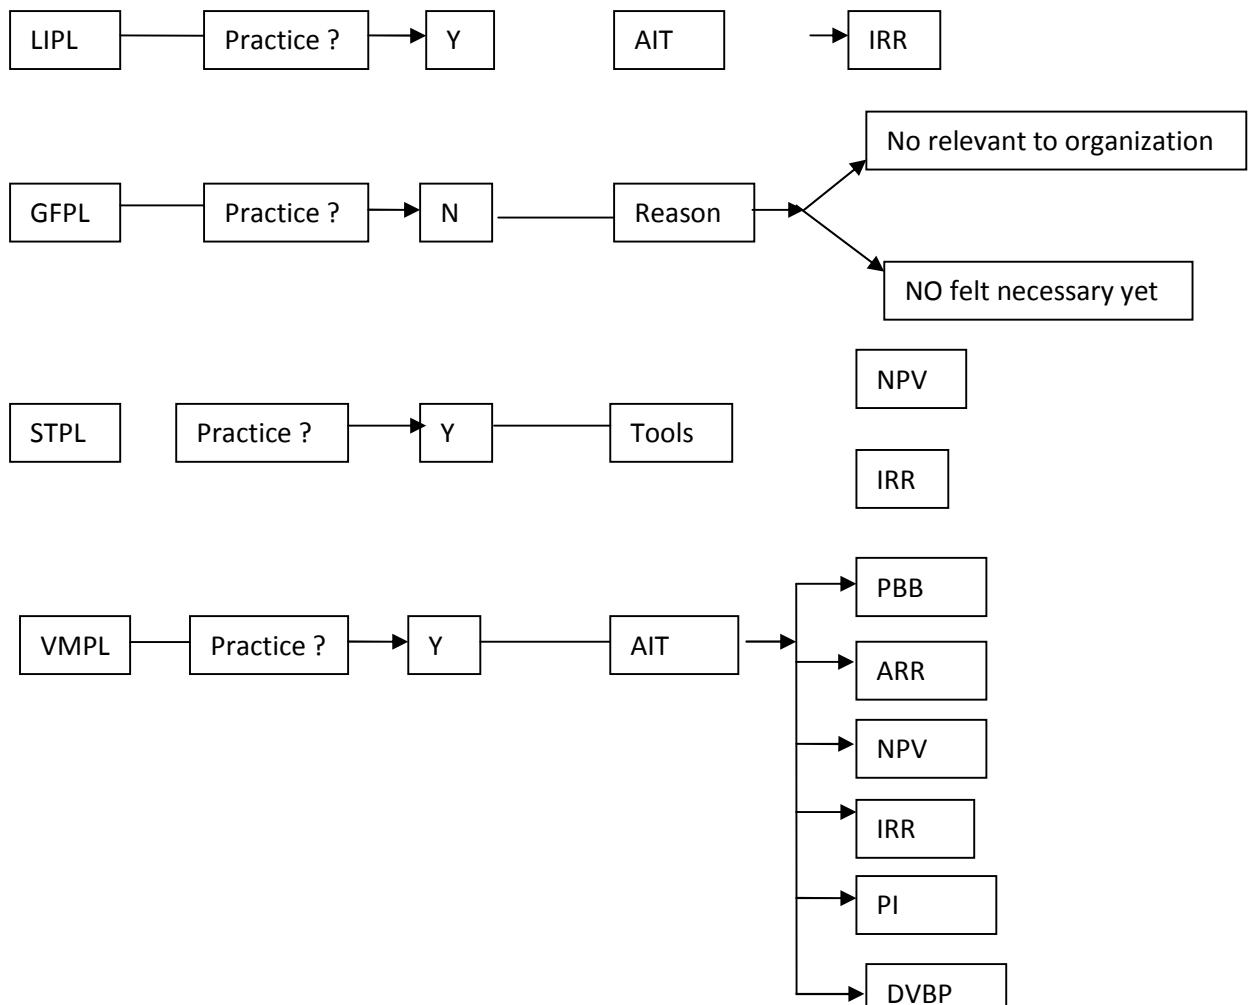 LIPL
Practice ?
Y
AIT
IRR
No relevant to organization
GFPL
Practice ?
N
Reason
NO felt necessary yet
NPV
STPL
Practice ?
Y
Tools
IRR
PBB
VMPL
Practice ?
Y
AIT
ARR
NPV
IRR
PI
DVBP